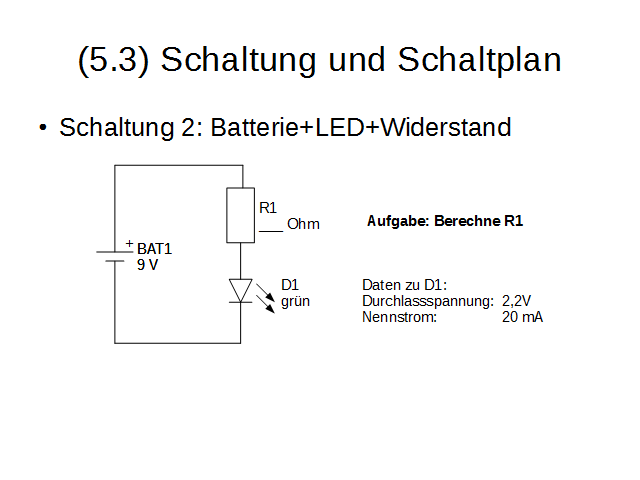 (5.3) Schaltung und Schaltplan
• Schaltung 2: Batterie+LED+Widerstand
R1
___ Ohm
Aufgabe: Berechne R1
+
BAT1
9 V
D1
grün
Daten zu D1:
Durchlassspannung: 2,2V
Nennstrom: 20 mA